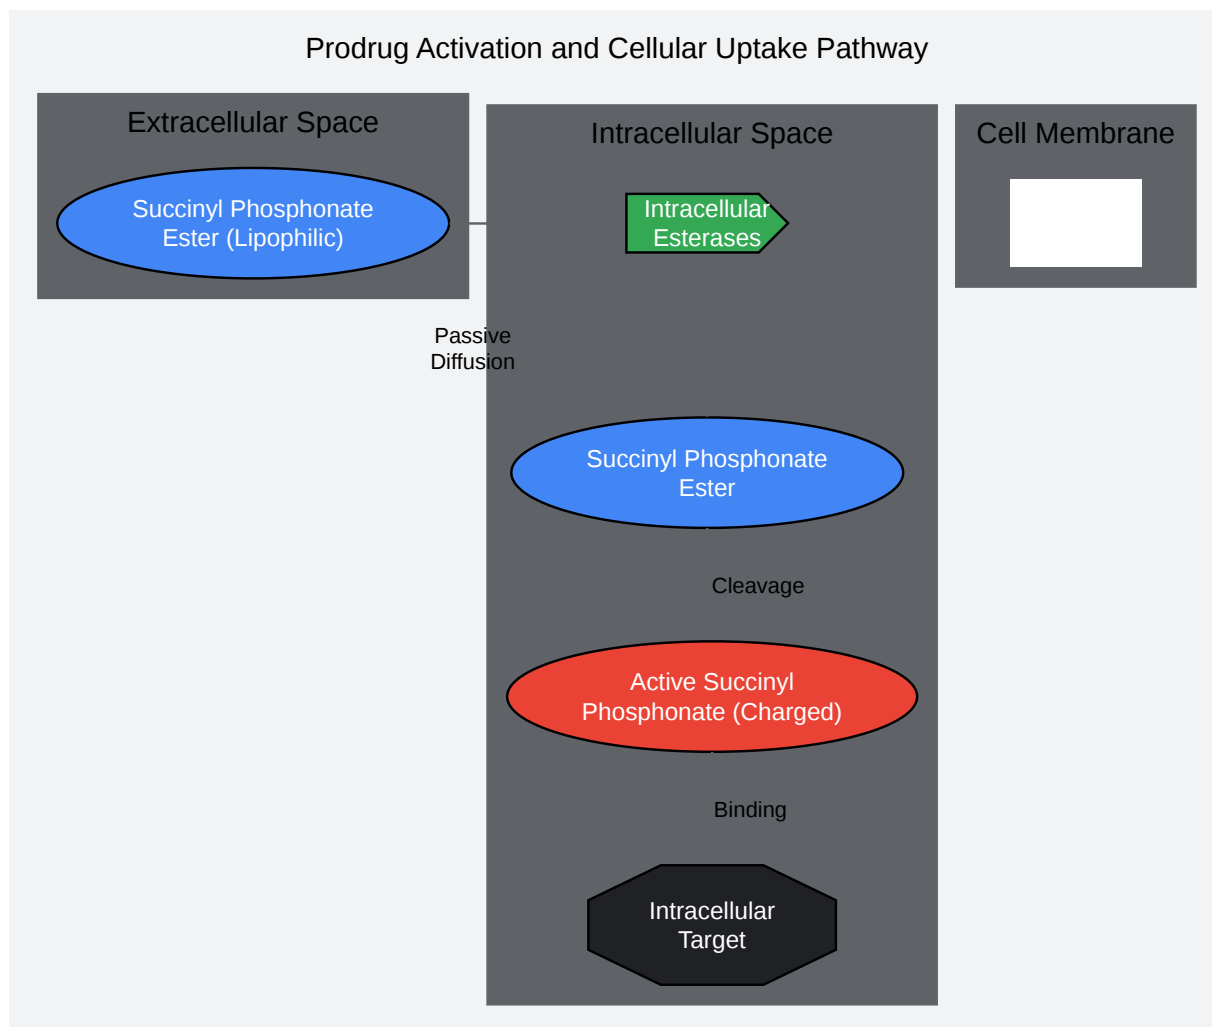 Prodrug Activation and Cellular Uptake Pathway
Extracellular Space
Succinyl Phosphonate
Ester (Lipophilic)
Intracellular Space
Intracellular
Esterases
Cell Membrane
Passive
Diffusion
Succinyl Phosphonate
Ester
Cleavage
Active Succinyl
Phosphonate (Charged)
Binding
Intracellular
Target